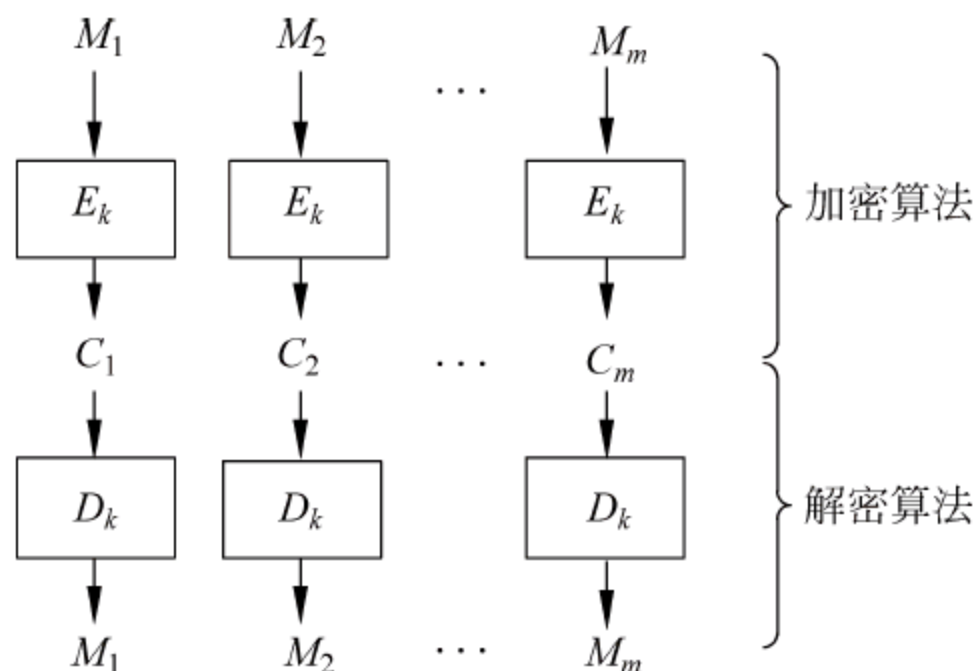 M₁ M₂ ... Mₘ
Eₖ Eₖ Eₖ
加密算法
C₁ C₂ ... Cₘ
Dₖ Dₖ Dₖ
解密算法
M₁ M₂ ... Mₘ